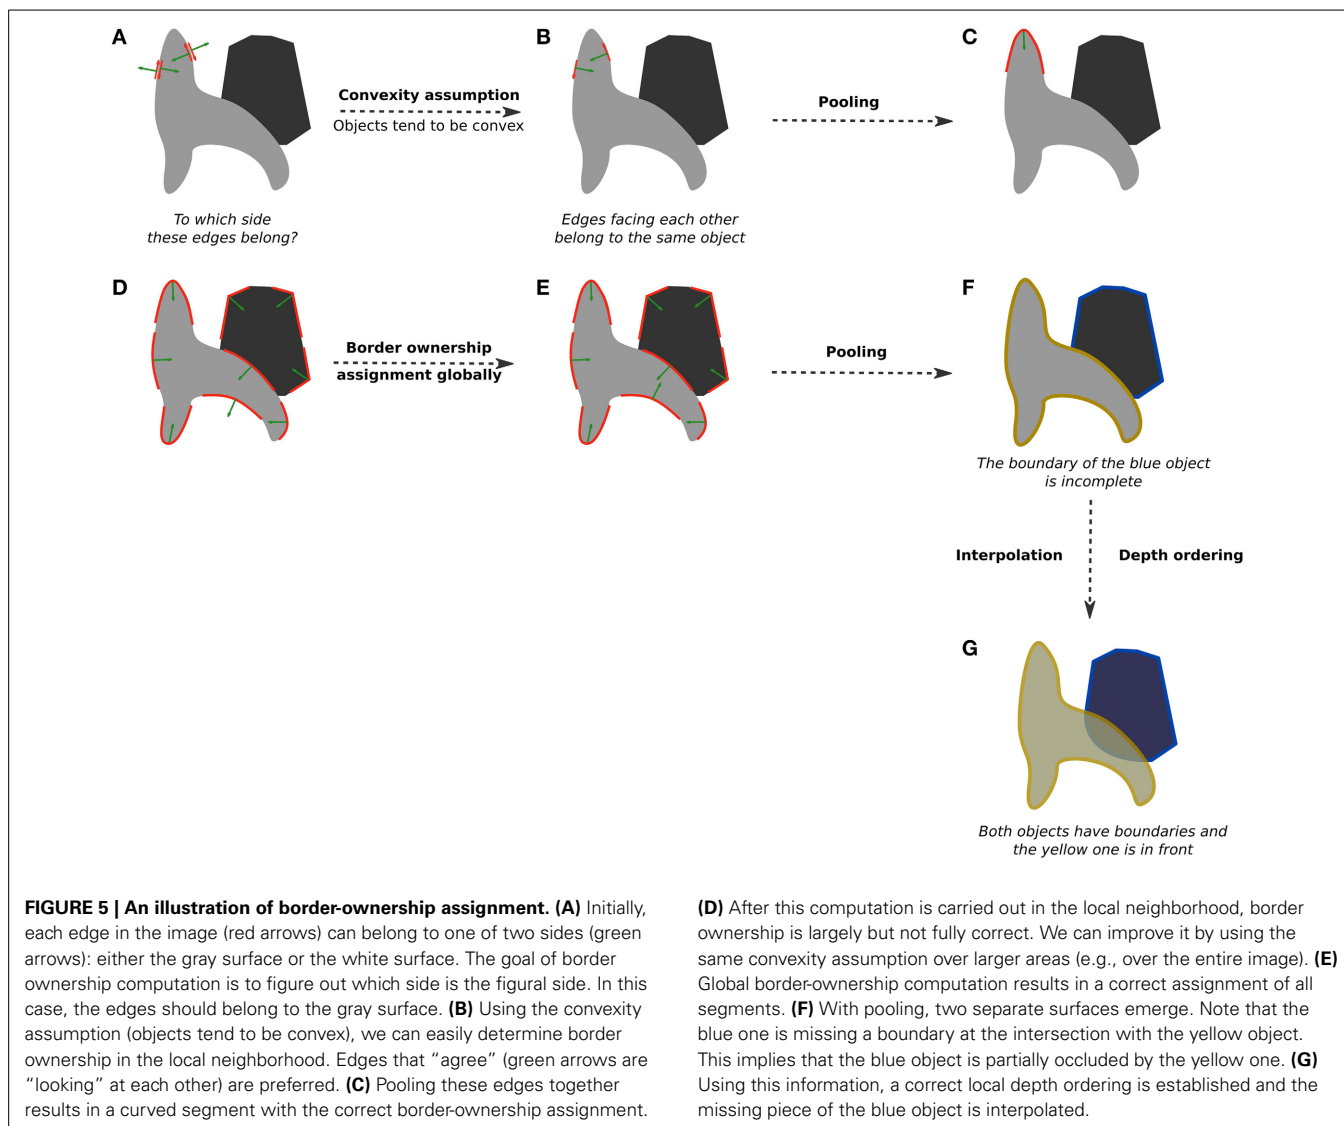 A
B
C
Convexity assumption
Objects tend to be convex
Pooling
To which side
these edges belong?
Edges facing each other
belong to the same object
D
E
F
Border ownership
assignment globally
Pooling
The boundary of the blue object
is incomplete
Interpolation
Depth ordering
G
Both objects have boundaries and
the yellow one is in front
FIGURE 5 | An illustration of border-ownership assignment. (A) Initially,
each edge in the image (red arrows) can belong to one of two sides (green
arrows): either the gray surface or the white surface. The goal of border
ownership computation is to figure out which side is the figural side. In this
case, the edges should belong to the gray surface. (B) Using the convexity
assumption (objects tend to be convex), we can easily determine border
ownership in the local neighborhood. Edges that “agree” (green arrows are
“looking” at each other) are preferred. (C) Pooling these edges together
results in a curved segment with the correct border-ownership assignment.
(D) After this computation is carried out in the local neighborhood, border
ownership is largely but not fully correct. We can improve it by using the
same convexity assumption over larger areas (e.g., over the entire image). (E)
Global border-ownership computation results in a correct assignment of all
segments. (F) With pooling, two separate surfaces emerge. Note that the
blue one is missing a boundary at the intersection with the yellow object.
This implies that the blue object is partially occluded by the yellow one. (G)
Using this information, a correct local depth ordering is established and the
missing piece of the blue object is interpolated.